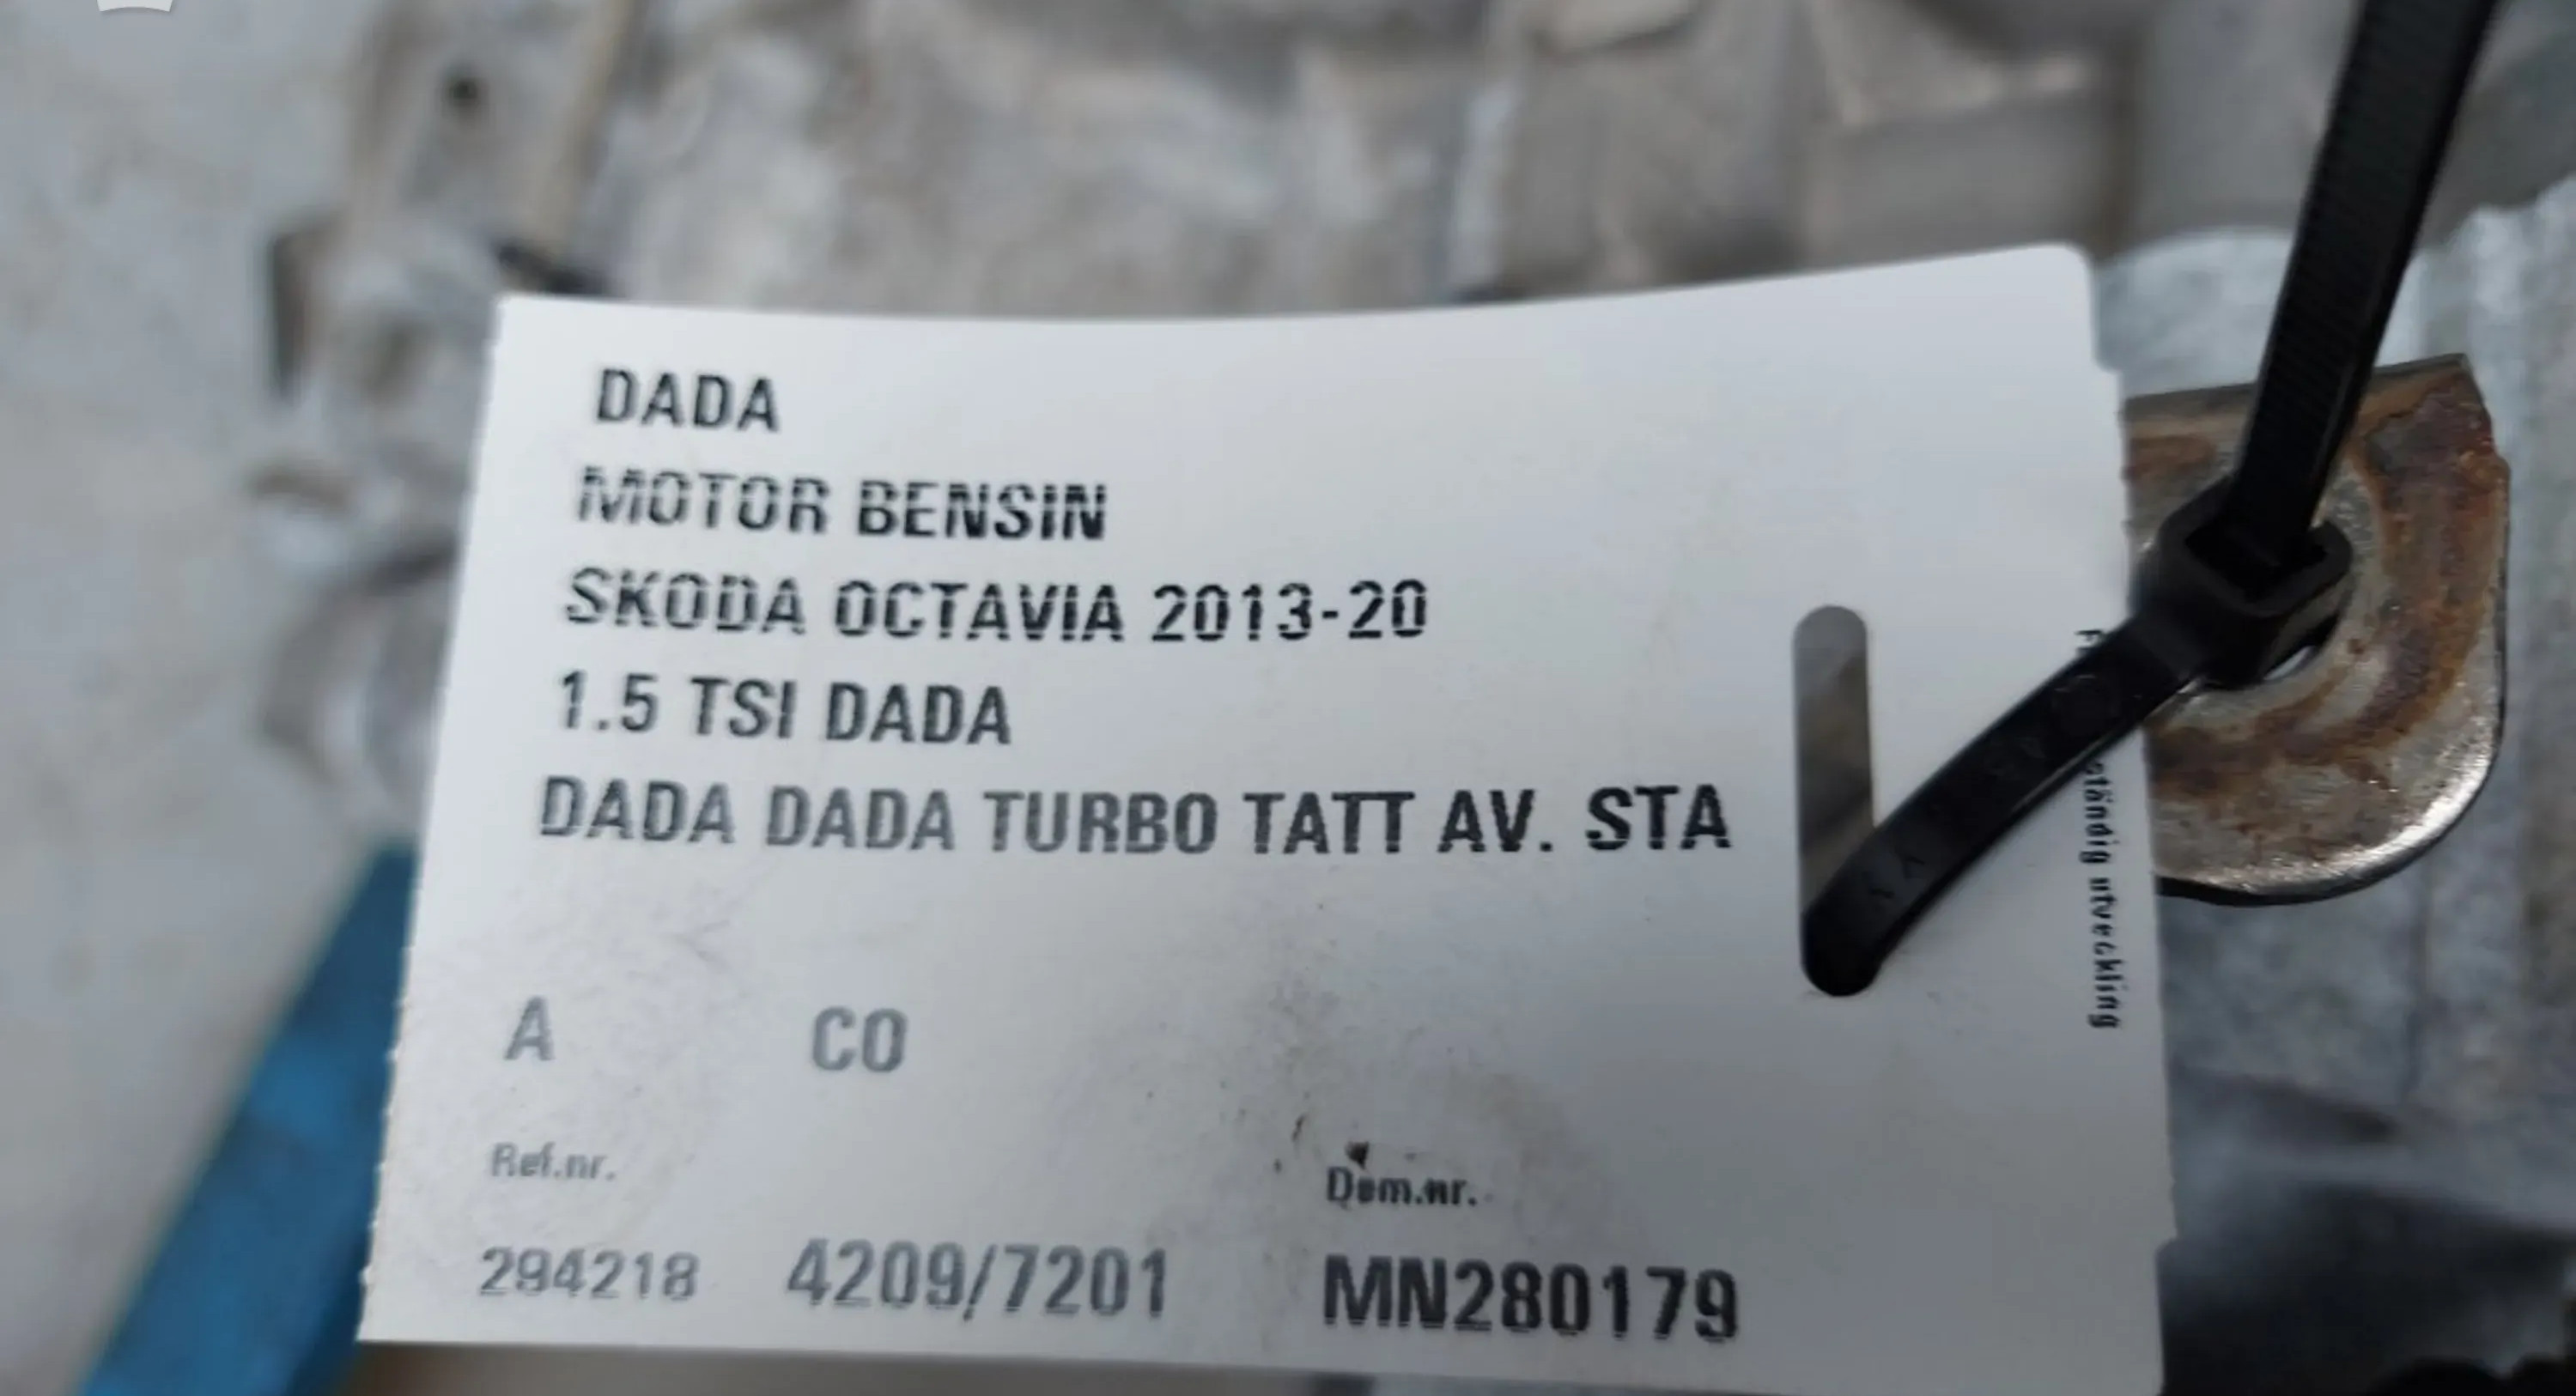 DADA
MOTOR BENSIN
SKODA OCTAVIA 2013-20
1.5 TSI DADA
DADA DADA TURBO TATT AV. STA
A CO
Ref.nr. Dem.nr.
294218 4209/7201 MN280179
utveckling